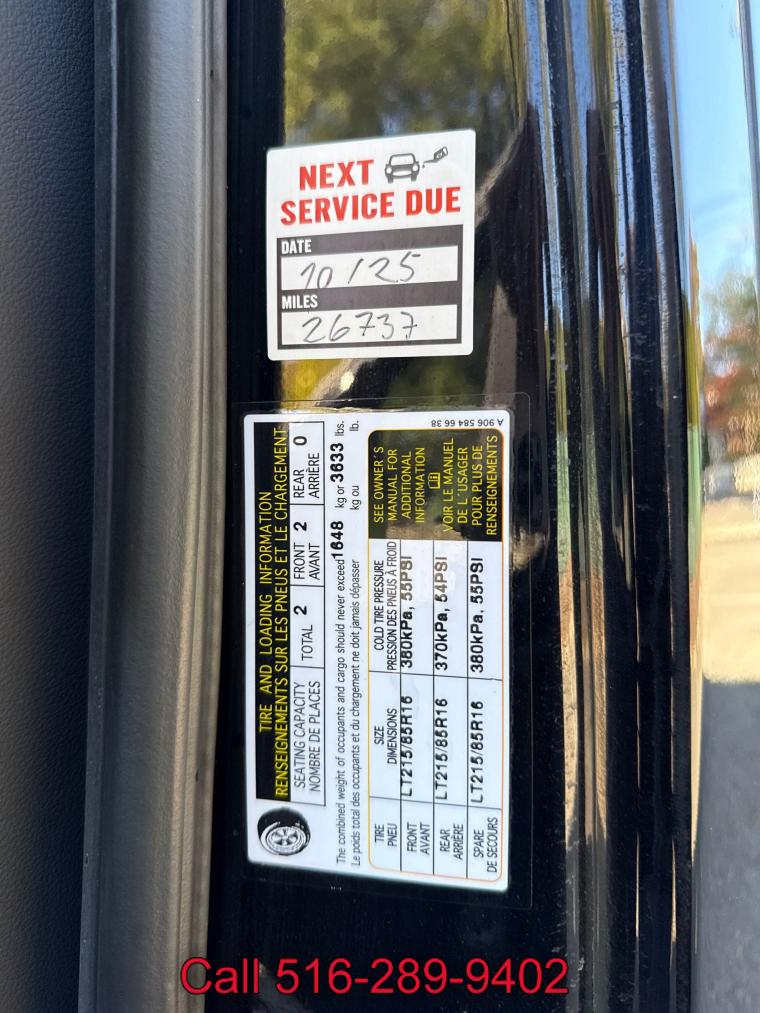 NEXT
SERVICE DUE
DATE
10/25
MILES
26737
TIRE AND LOADING INFORMATION
RENSEIGNEMENTS SUR LES PNEUS ET LE CHARGEMENT
SEATING CAPACITY
NOMBRE DE PLACES
TOTAL 2
FRONT 2
AVANT
REAR 0
ARRIÈRE
The combined weight of occupants and cargo should never exceed 1648 kg or 3633 lbs.
Le poids total des occupants et du chargement ne doit jamais dépasser kg ou lb.
TIRE SIZE COLD TIRE PRESSURE
PNEU DIMENSIONS PRESSION DES PNEUS À FROID
FRONT LT215/85R16 380kPa, 55PSI
AVANT
REAR LT215/85R16 370kPa, 54PSI
ARRIÈRE
SPARE LT215/85R16 380kPa, 55PSI
DE SECOURS
SEE OWNER'S
MANUAL FOR
ADDITIONAL
INFORMATION
VOIR LE MANUEL
DE L'USAGER
POUR PLUS DE
RENSEIGNEMENTS
A 906 584 66 38
Call 516-289-9402